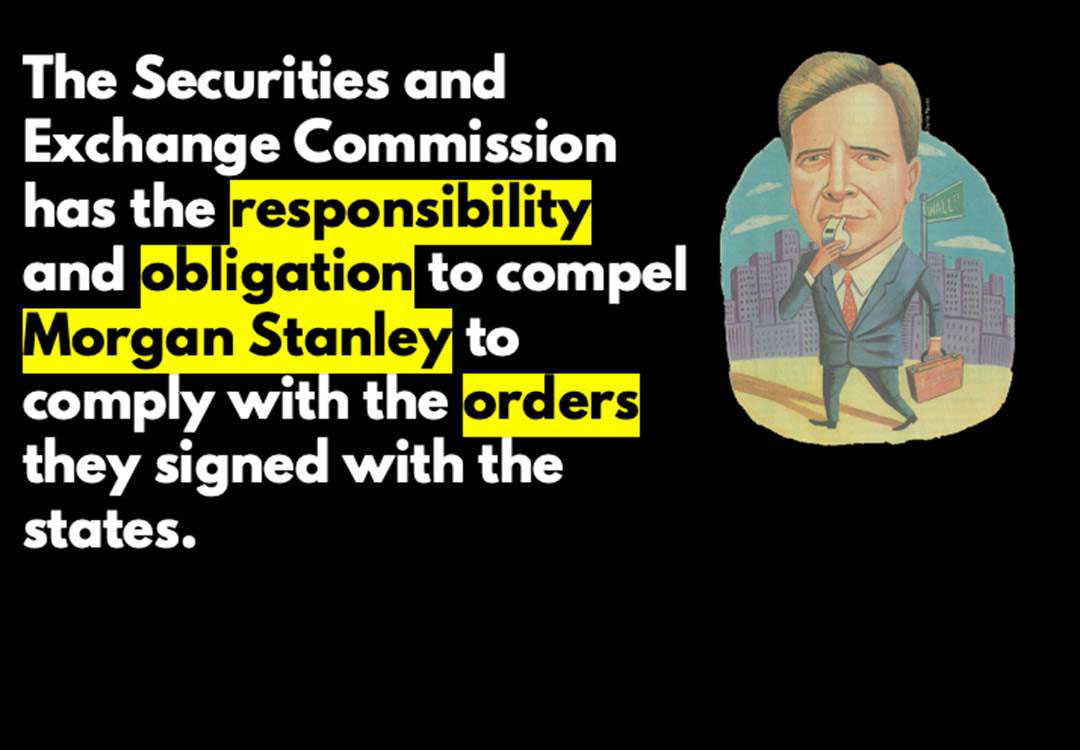 The Securities and
Exchange Commission
has the responsibility
and obligation to compel
Morgan Stanley to
comply with the orders
they signed with the
states.
WALL ST